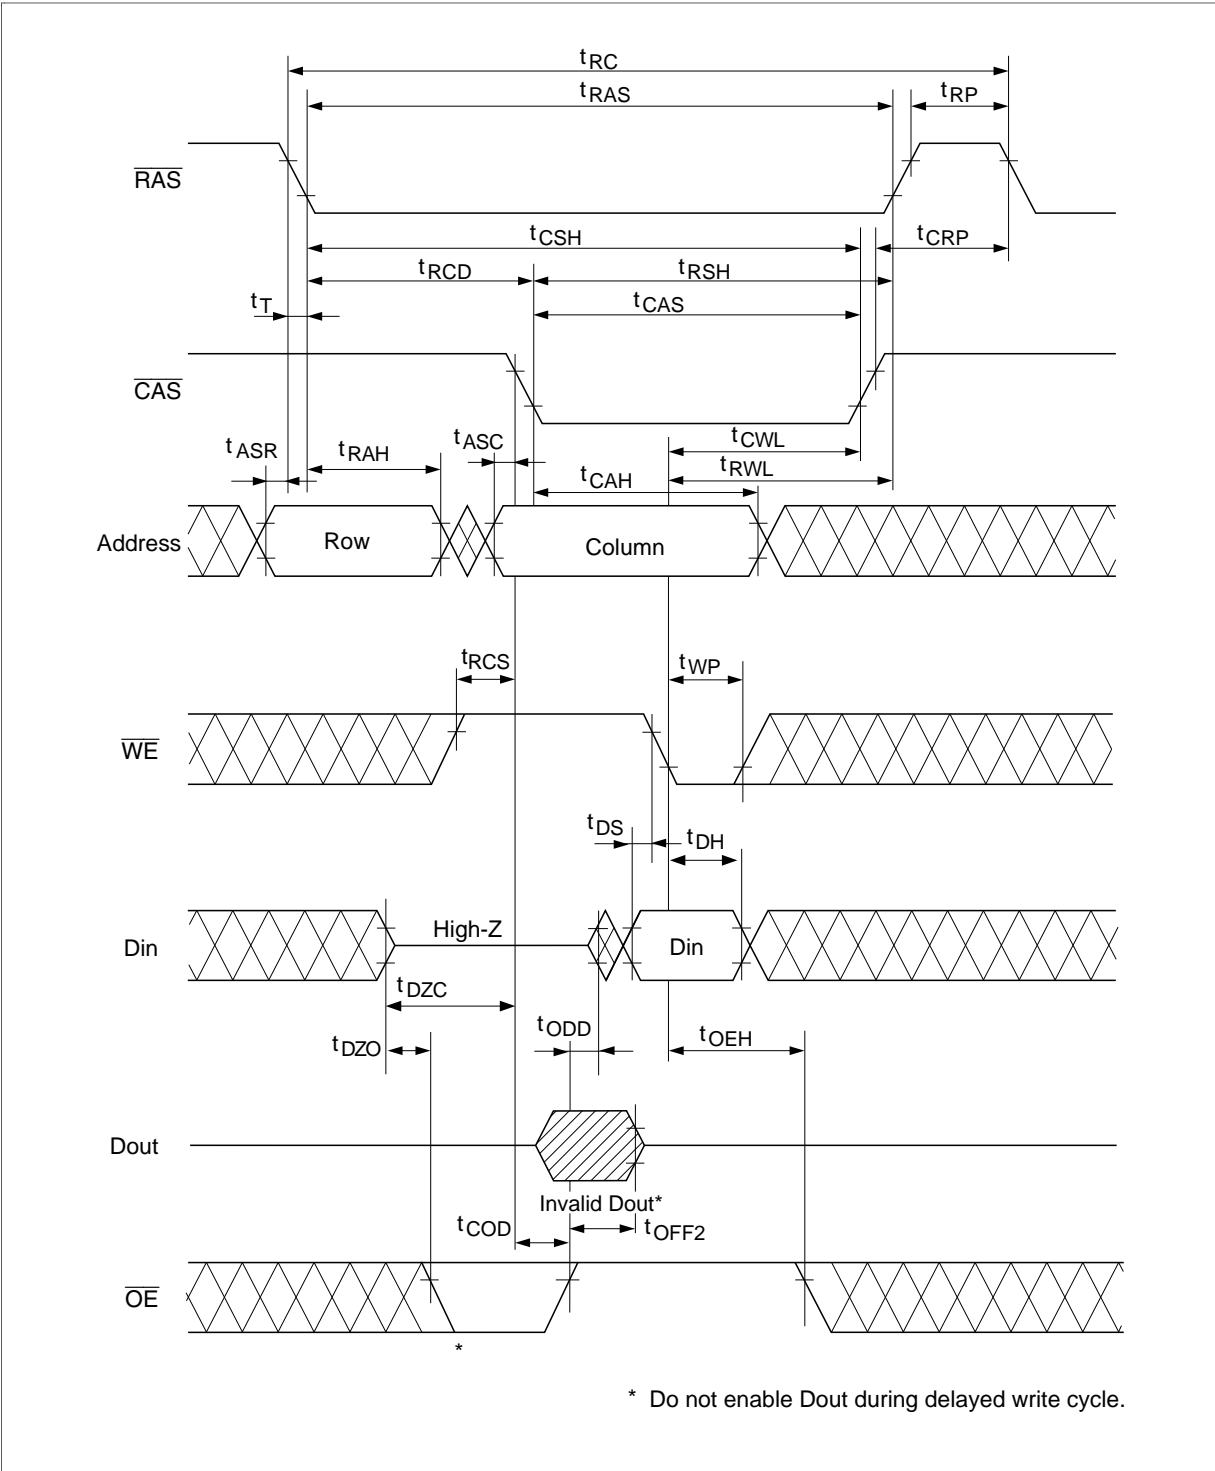 tRC
tRAS
tRP
RAS
tCSH
tCRP
tRCD
tRSH
tT
tCAS
CAS
tASR
tRAH
tASC
tCWL
tRWL
tCAH
Address
Row
Column
tRCS
tWP
WE
tDS
tDH
Din
High-Z
Din
tDZC
tODD
tOEH
tDZO
Dout
Invalid Dout*
tCOD
tOFF2
OE
*
* Do not enable Dout during delayed write cycle.